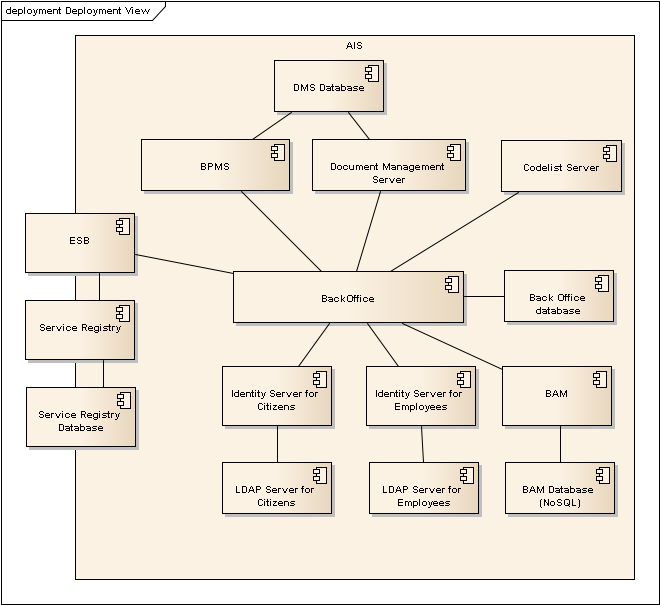 deployment Deployment View
AIS
DMS Database
BPMS
Document Management
Server
Codelist Server
ESB
BackOffice
Back Office
database
Service Registry
Identity Server for
Citizens
Identity Server for
Employees
BAM
Service Registry
Database
LDAP Server for
Citizens
LDAP Server for
Employees
BAM Database
(NoSQL)